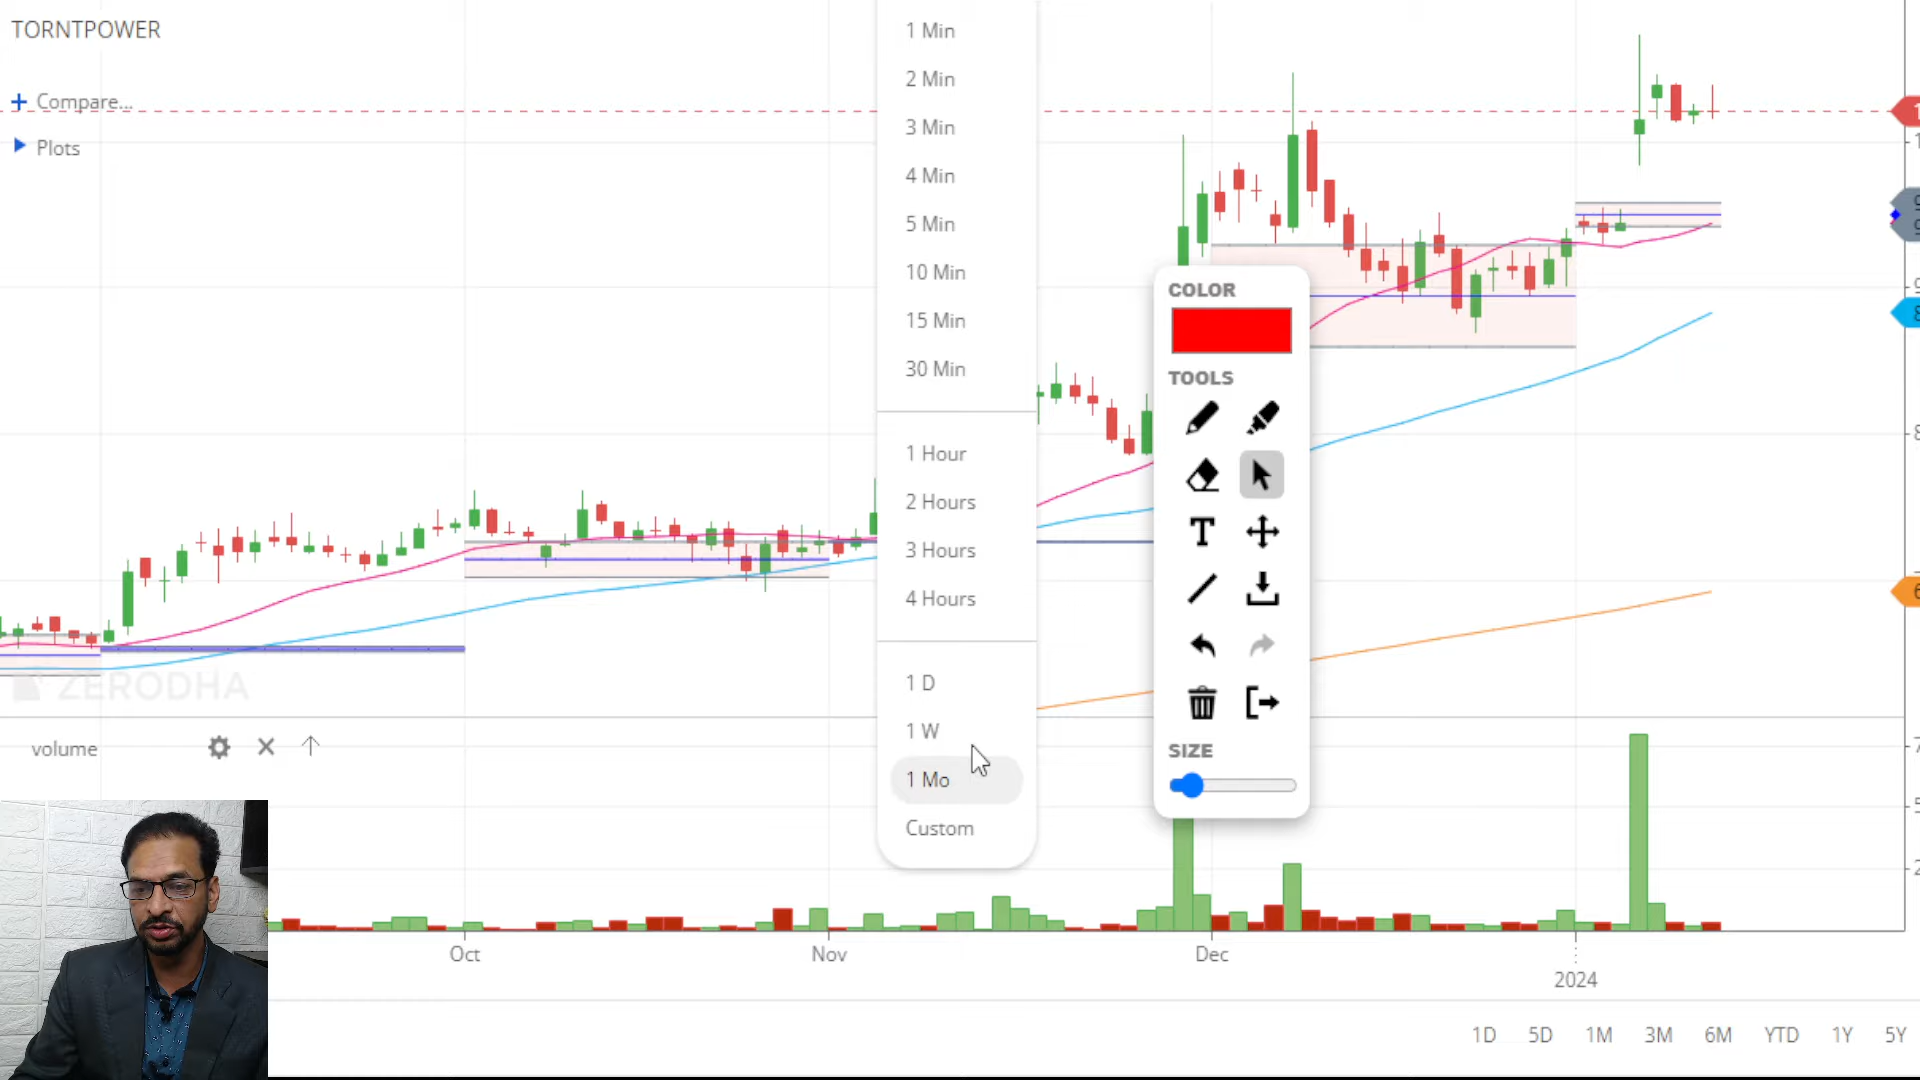 TORNTPOWER
Compare...
Plots
1 Min
2 Min
3 Min
4 Min
5 Min
10 Min
15 Min
30 Min
1 Hour
2 Hours
3 Hours
4 Hours
1 D
1 W
1 Mo
Custom
COLOR
TOOLS
T
SIZE
ZERODHA
volume
Oct
Nov
Dec
2024
1D 5D 1M 3M 6M YTD 1Y 5Y